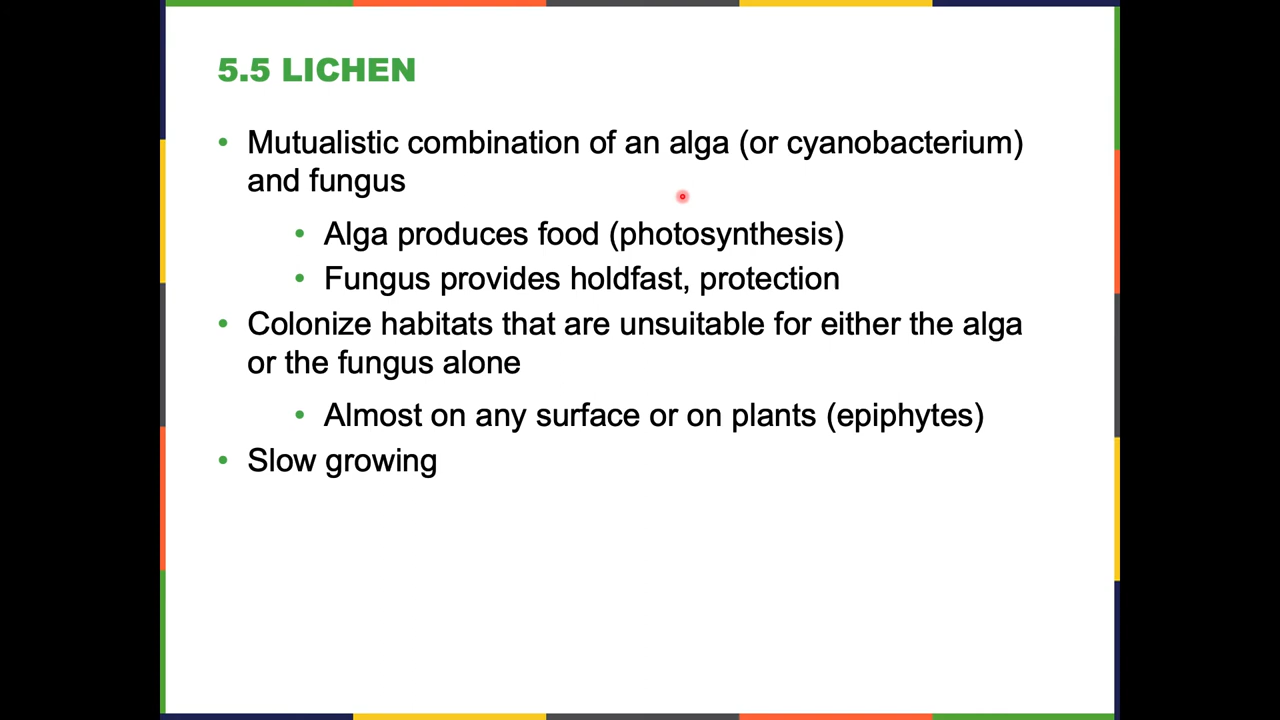 5.5 LICHEN
• Mutualistic combination of an alga (or cyanobacterium)
and fungus
• Alga produces food (photosynthesis)
• Fungus provides holdfast, protection
• Colonize habitats that are unsuitable for either the alga
or the fungus alone
• Almost on any surface or on plants (epiphytes)
• Slow growing